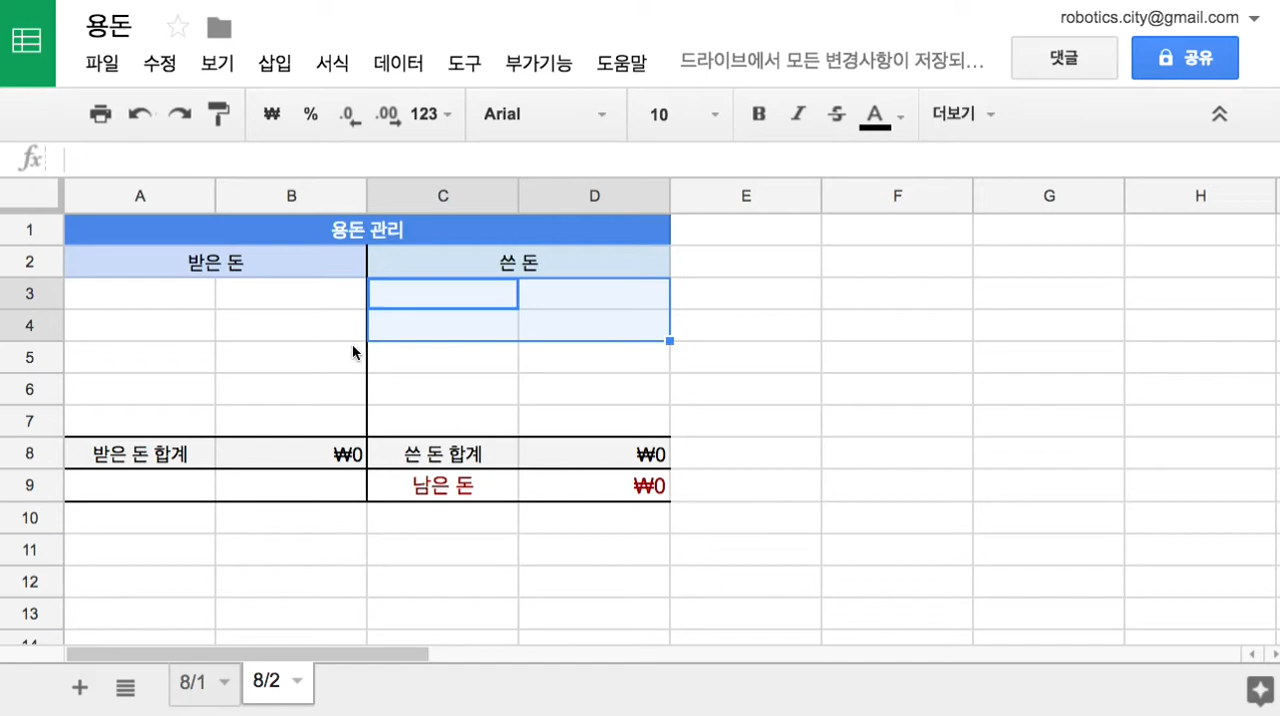 용돈
robotics.city@gmail.com
파일 수정 보기 삽입 서식 데이터 도구 부가기능 도움말 드라이브에서 모든 변경사항이 저장되…
댓글 공유
₩ % .0 .00 123 Arial 10 B I S A 더보기
fx
A B C D E F G H
1 용돈 관리
2 받은 돈 쓴 돈
3
4
5
6
7
8 받은 돈 합계 ₩0 쓴 돈 합계 ₩0
9 남은 돈 ₩0
10
11
12
13
14
8/1 8/2